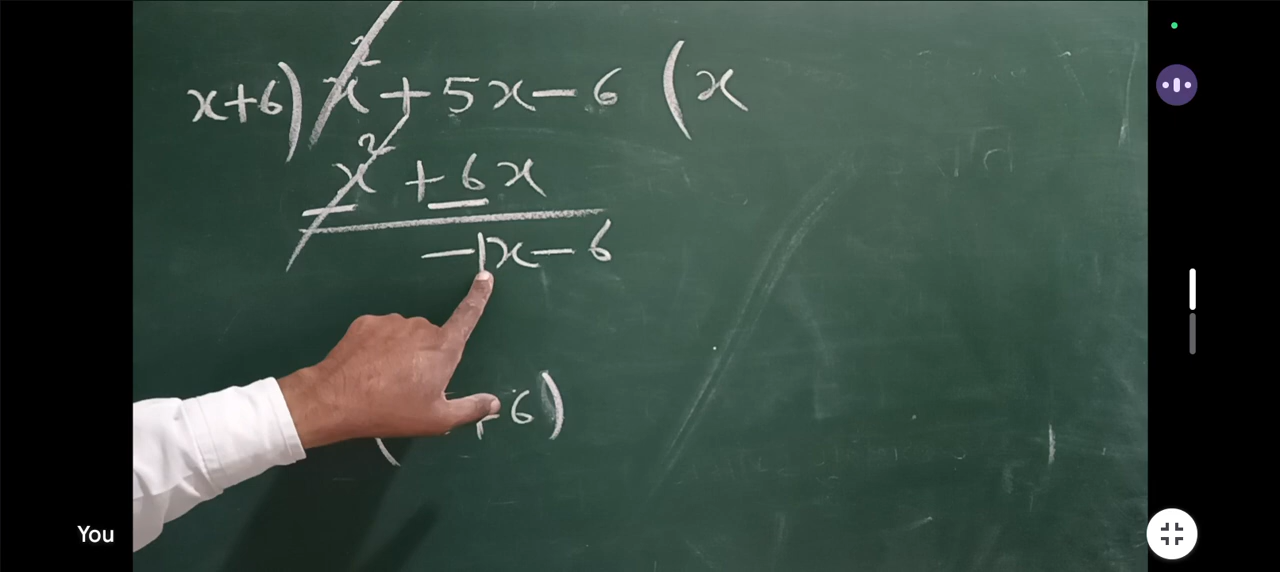 x+6) x² + 5x - 6 (x
x² + 6x
- 1x - 6
( +6)
You